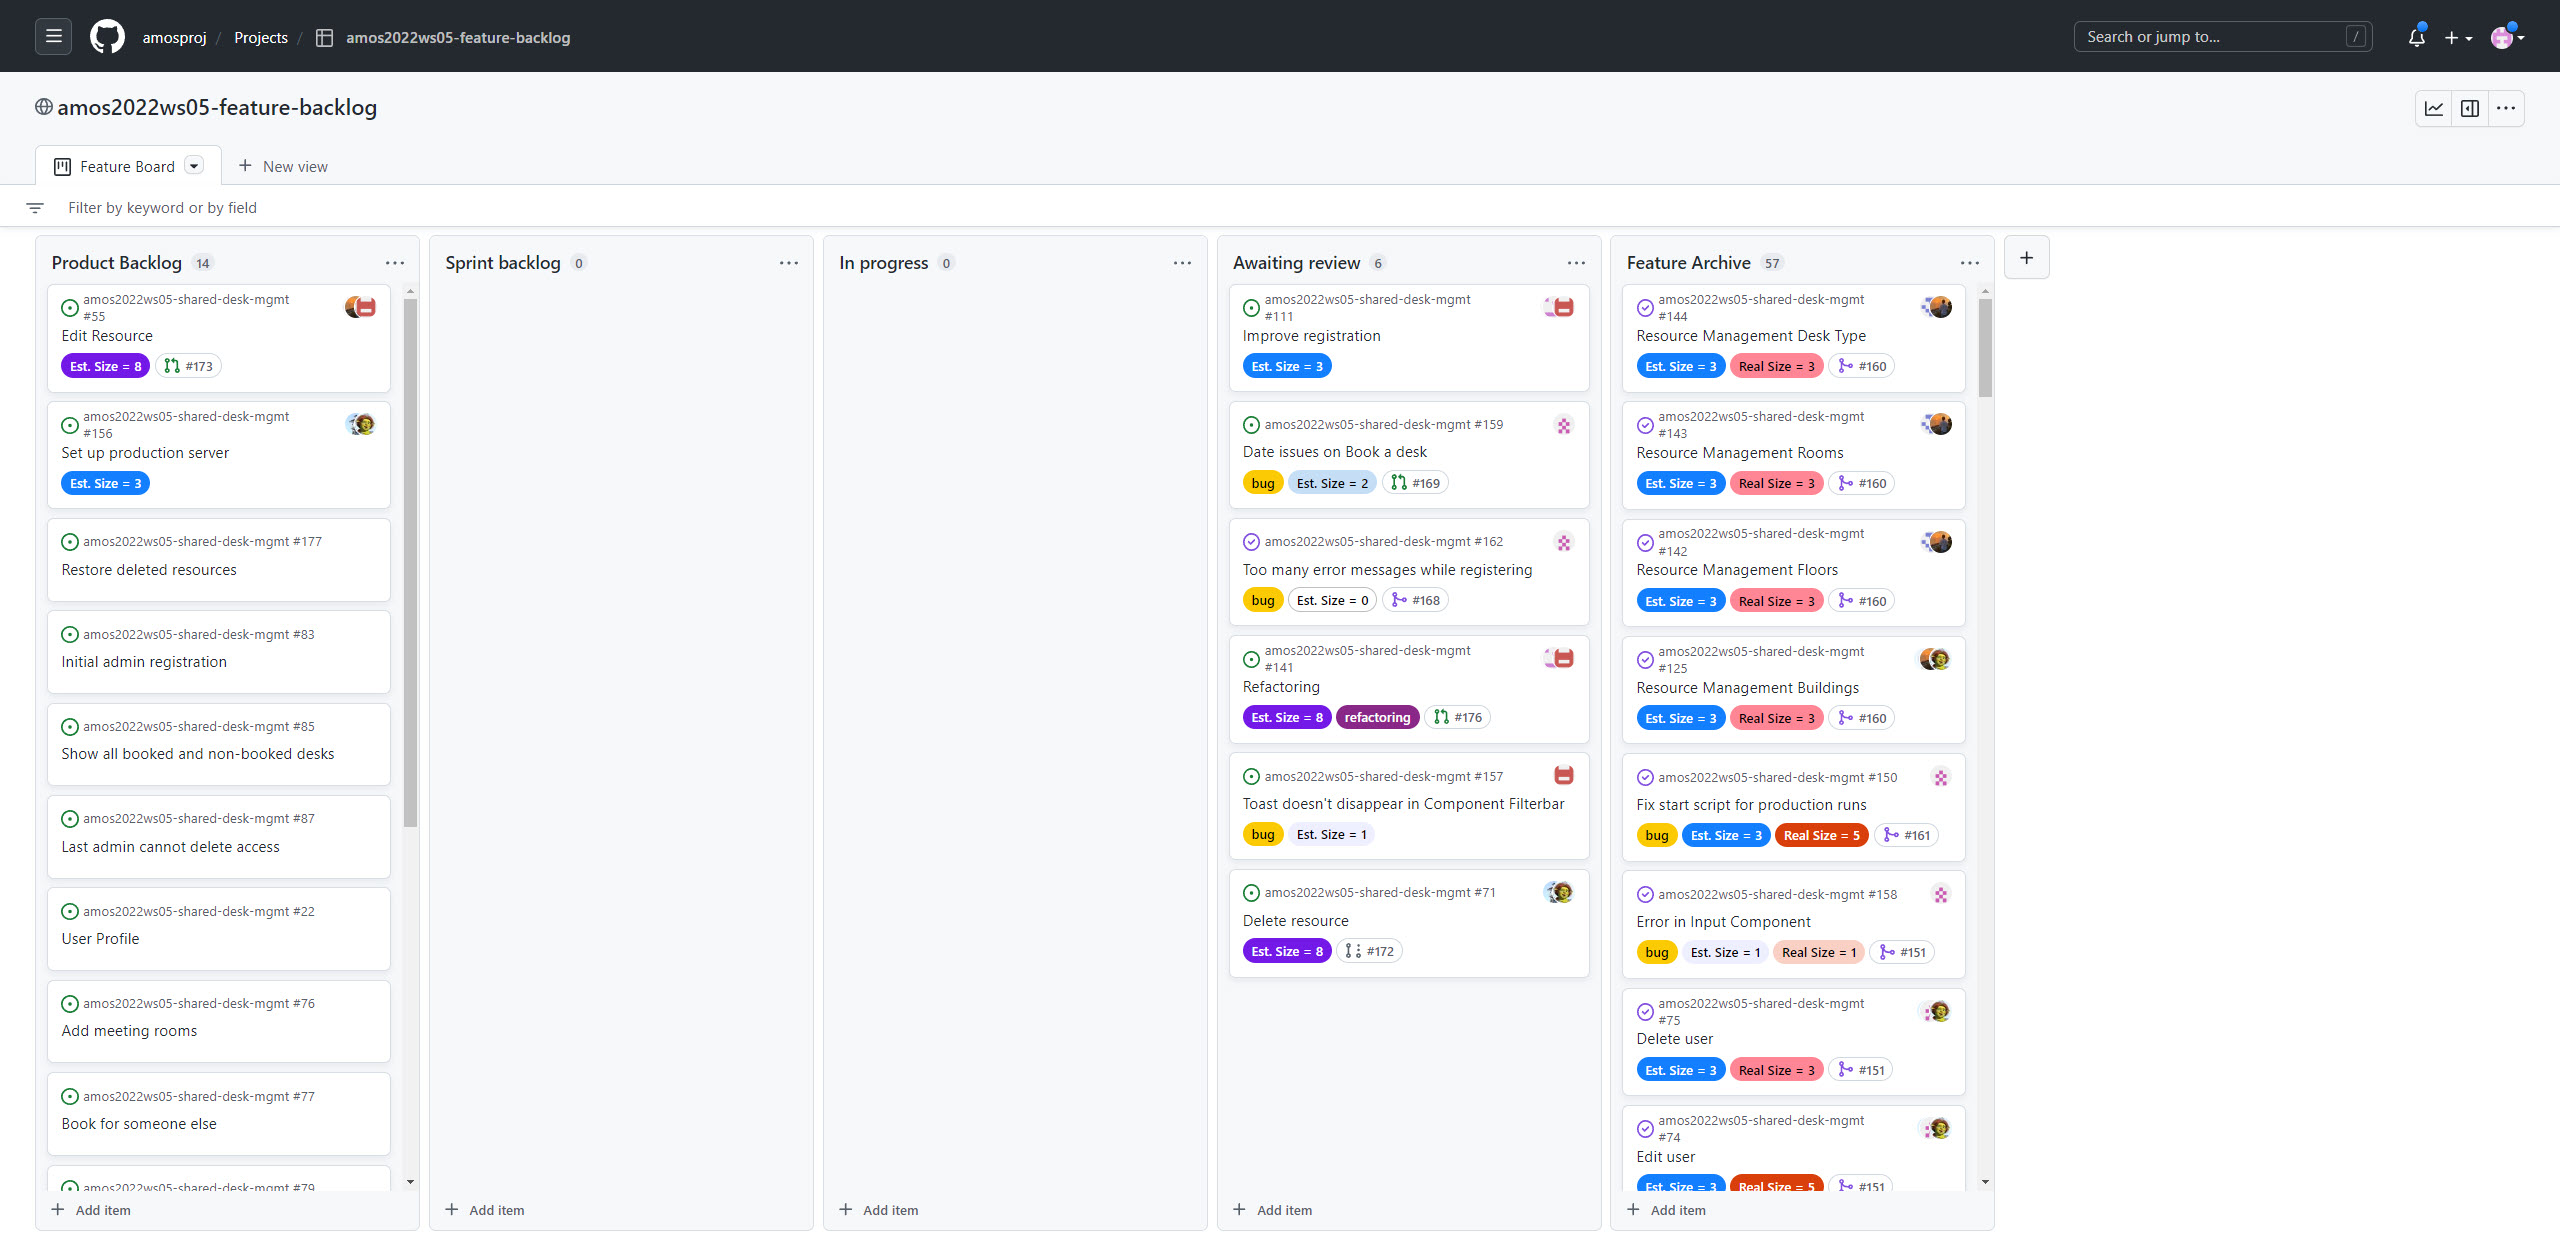 amosproj / Projects / amos2022ws05-feature-backlog
Search or jump to... /
amos2022ws05-feature-backlog
Feature Board
New view
Filter by keyword or by field
Product Backlog 14
amos2022ws05-shared-desk-mgmt
#55
Edit Resource
Est. Size = 8 #173
amos2022ws05-shared-desk-mgmt
#156
Set up production server
Est. Size = 3
amos2022ws05-shared-desk-mgmt #177
Restore deleted resources
amos2022ws05-shared-desk-mgmt #83
Initial admin registration
amos2022ws05-shared-desk-mgmt #85
Show all booked and non-booked desks
amos2022ws05-shared-desk-mgmt #87
Last admin cannot delete access
amos2022ws05-shared-desk-mgmt #22
User Profile
amos2022ws05-shared-desk-mgmt #76
Add meeting rooms
amos2022ws05-shared-desk-mgmt #77
Book for someone else
amos2022ws05-shared-desk-mgmt #79
Add item
Sprint backlog 0
Add item
In progress 0
Add item
Awaiting review 6
amos2022ws05-shared-desk-mgmt
#111
Improve registration
Est. Size = 3
amos2022ws05-shared-desk-mgmt #159
Date issues on Book a desk
bug Est. Size = 2 #169
amos2022ws05-shared-desk-mgmt #162
Too many error messages while registering
bug Est. Size = 0 #168
amos2022ws05-shared-desk-mgmt
#141
Refactoring
Est. Size = 8 refactoring #176
amos2022ws05-shared-desk-mgmt #157
Toast doesn't disappear in Component Filterbar
bug Est. Size = 1
amos2022ws05-shared-desk-mgmt #71
Delete resource
Est. Size = 8 #172
Add item
Feature Archive 57
amos2022ws05-shared-desk-mgmt
#144
Resource Management Desk Type
Est. Size = 3 Real Size = 3 #160
amos2022ws05-shared-desk-mgmt
#143
Resource Management Rooms
Est. Size = 3 Real Size = 3 #160
amos2022ws05-shared-desk-mgmt
#142
Resource Management Floors
Est. Size = 3 Real Size = 3 #160
amos2022ws05-shared-desk-mgmt
#125
Resource Management Buildings
Est. Size = 3 Real Size = 3 #160
amos2022ws05-shared-desk-mgmt #150
Fix start script for production runs
bug Est. Size = 3 Real Size = 5 #161
amos2022ws05-shared-desk-mgmt #158
Error in Input Component
bug Est. Size = 1 Real Size = 1 #151
amos2022ws05-shared-desk-mgmt
#75
Delete user
Est. Size = 3 Real Size = 3 #151
amos2022ws05-shared-desk-mgmt
#74
Edit user
Est. Size = 3 Real Size = 5 #151
Add item